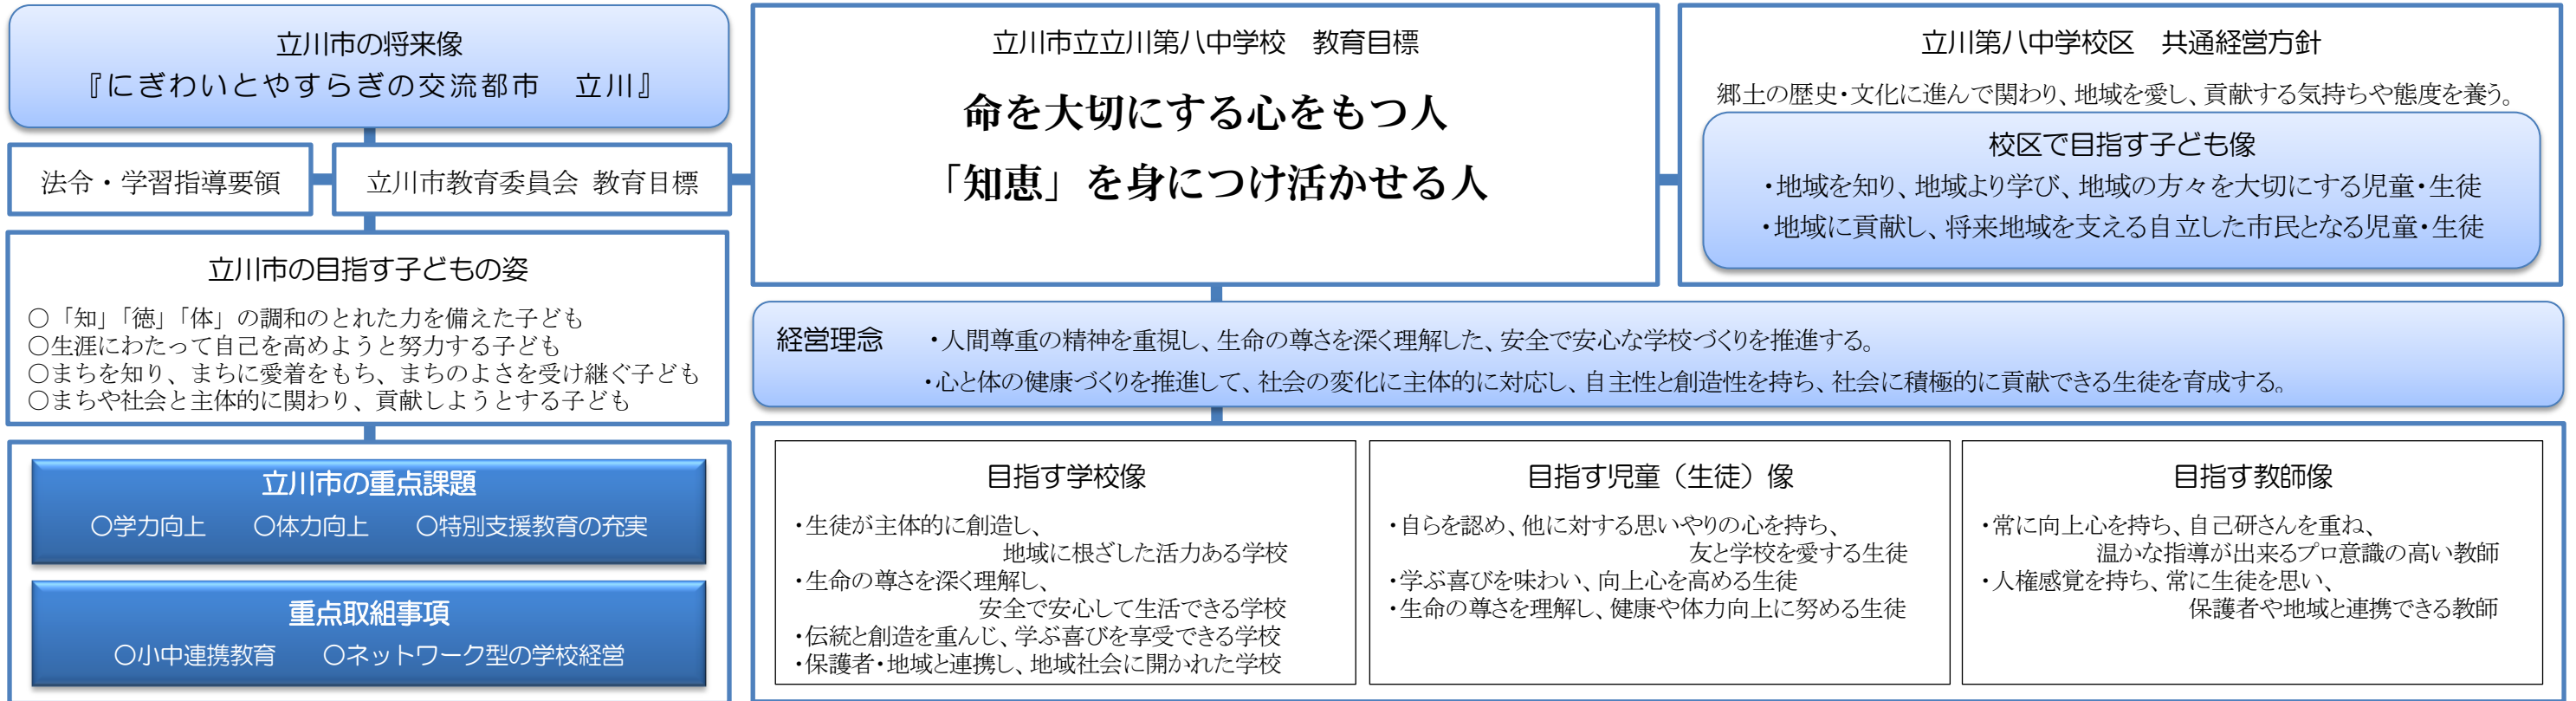 立川市の将来像
『にぎわいとやすらぎの交流都市　立川』
法令・学習指導要領
立川市教育委員会 教育目標
立川市の目指す子どもの姿
○「知」「徳」「体」の調和のとれた力を備えた子ども
○生涯にわたって自己を高めようと努力する子ども
○まちを知り、まちに愛着をもち、まちのよさを受け継ぐ子ども
○まちや社会と主体的に関わり、貢献しようとする子ども
立川市の重点課題
○学力向上　○体力向上　○特別支援教育の充実
重点取組事項
○小中連携教育　○ネットワーク型の学校経営
立川市立立川第八中学校　教育目標
命を大切にする心をもつ人
「知恵」を身につけ活かせる人
立川第八中学校区　共通経営方針
郷土の歴史・文化に進んで関わり、地域を愛し、貢献する気持ちや態度を養う。
校区で目指す子ども像
・地域を知り、地域より学び、地域の方々を大切にする児童・生徒
・地域に貢献し、将来地域を支える自立した市民となる児童・生徒
経営理念　・人間尊重の精神を重視し、生命の尊さを深く理解した、安全で安心な学校づくりを推進する。
・心と体の健康づくりを推進して、社会の変化に主体的に対応し、自主性と創造性を持ち、社会に積極的に貢献できる生徒を育成する。
目指す学校像
・生徒が主体的に創造し、
地域に根ざした活力ある学校
・生命の尊さを深く理解し、
安全で安心して生活できる学校
・伝統と創造を重んじ、学ぶ喜びを享受できる学校
・保護者・地域と連携し、地域社会に開かれた学校
目指す児童（生徒）像
・自らを認め、他に対する思いやりの心を持ち、
友と学校を愛する生徒
・学ぶ喜びを味わい、向上心を高める生徒
・生命の尊さを理解し、健康や体力向上に努める生徒
目指す教師像
・常に向上心を持ち、自己研さんを重ね、
温かな指導が出来るプロ意識の高い教師
・人権感覚を持ち、常に生徒を思い、
保護者や地域と連携できる教師